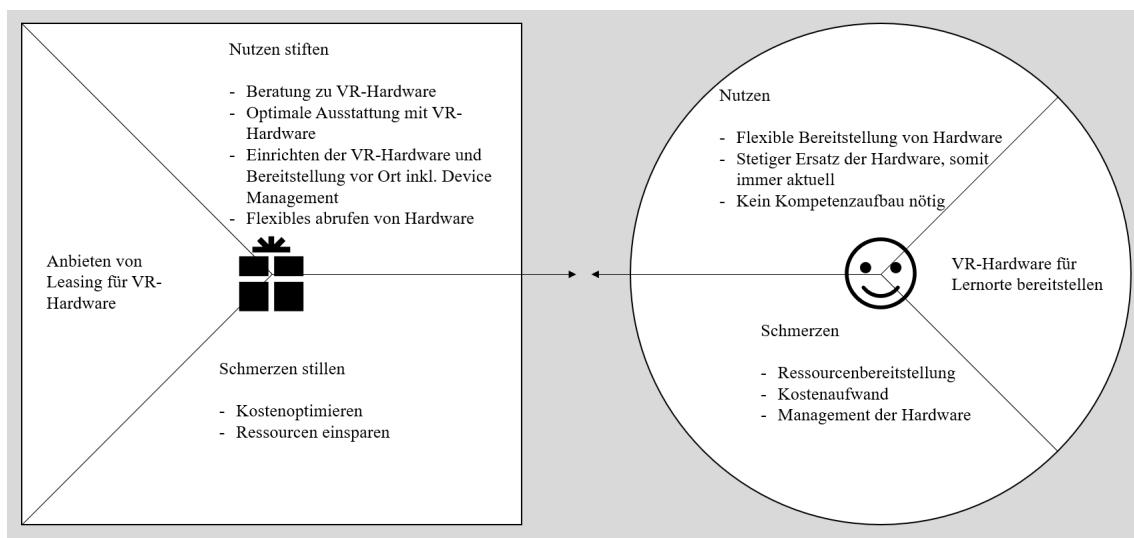 Nutzen stiften
- Beratung zu VR-Hardware
- Optimale Ausstattung mit VR-
Hardware
- Einrichten der VR-Hardware und
Bereitstellung vor Ort inkl. Device
Management
- Flexibles abrufen von Hardware
Anbieten von
Leasing für VR-
Hardware
Schmerzen stillen
- Kostenoptimieren
- Ressourcen einsparen
Nutzen
- Flexible Bereitstellung von Hardware
- Stetiger Ersatz der Hardware, somit
immer aktuell
- Kein Kompetenzaufbau nötig
VR-Hardware für
Lernorte bereitstellen
Schmerzen
- Ressourcenbereitstellung
- Kostenaufwand
- Management der Hardware